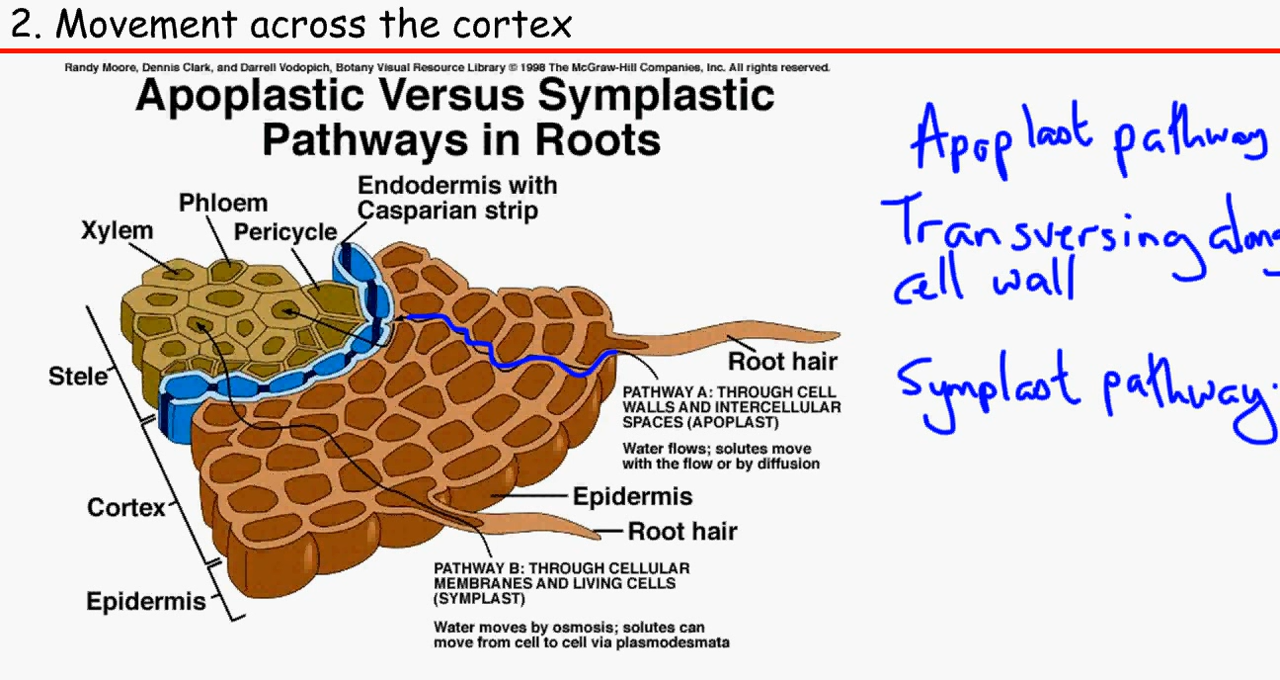 2. Movement across the cortex
Randy Moore, Dennis Clark, and Darrell Vodopich, Botany Visual Resource Library © 1998 The McGraw-Hill Companies, Inc. All rights reserved.
Apoplastic Versus Symplastic
Pathways in Roots
Endodermis with
Casparian strip
Phloem
Xylem
Pericycle
Stele
Cortex
Epidermis
Root hair
PATHWAY A: THROUGH CELL
WALLS AND INTERCELLULAR
SPACES (APOPLAST)
Water flows; solutes move
with the flow or by diffusion
Epidermis
Root hair
PATHWAY B: THROUGH CELLULAR
MEMBRANES AND LIVING CELLS
(SYMPLAST)
Water moves by osmosis; solutes can
move from cell to cell via plasmodesmata
Apoplast pathway
Transversing along
cell wall
Symplast pathway.